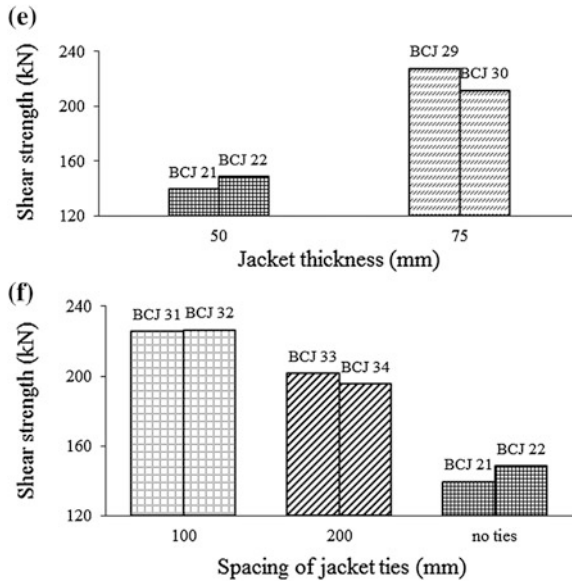 (e)
Shear strength (kN)
240
200
160
120
BCJ 29
BCJ 30
BCJ 21
BCJ 22
50
75
Jacket thickness (mm)
(f)
Shear strength (kN)
240
200
160
120
BCJ 31
BCJ 32
BCJ 33
BCJ 34
BCJ 21
BCJ 22
100
200
no ties
Spacing of jacket ties (mm)